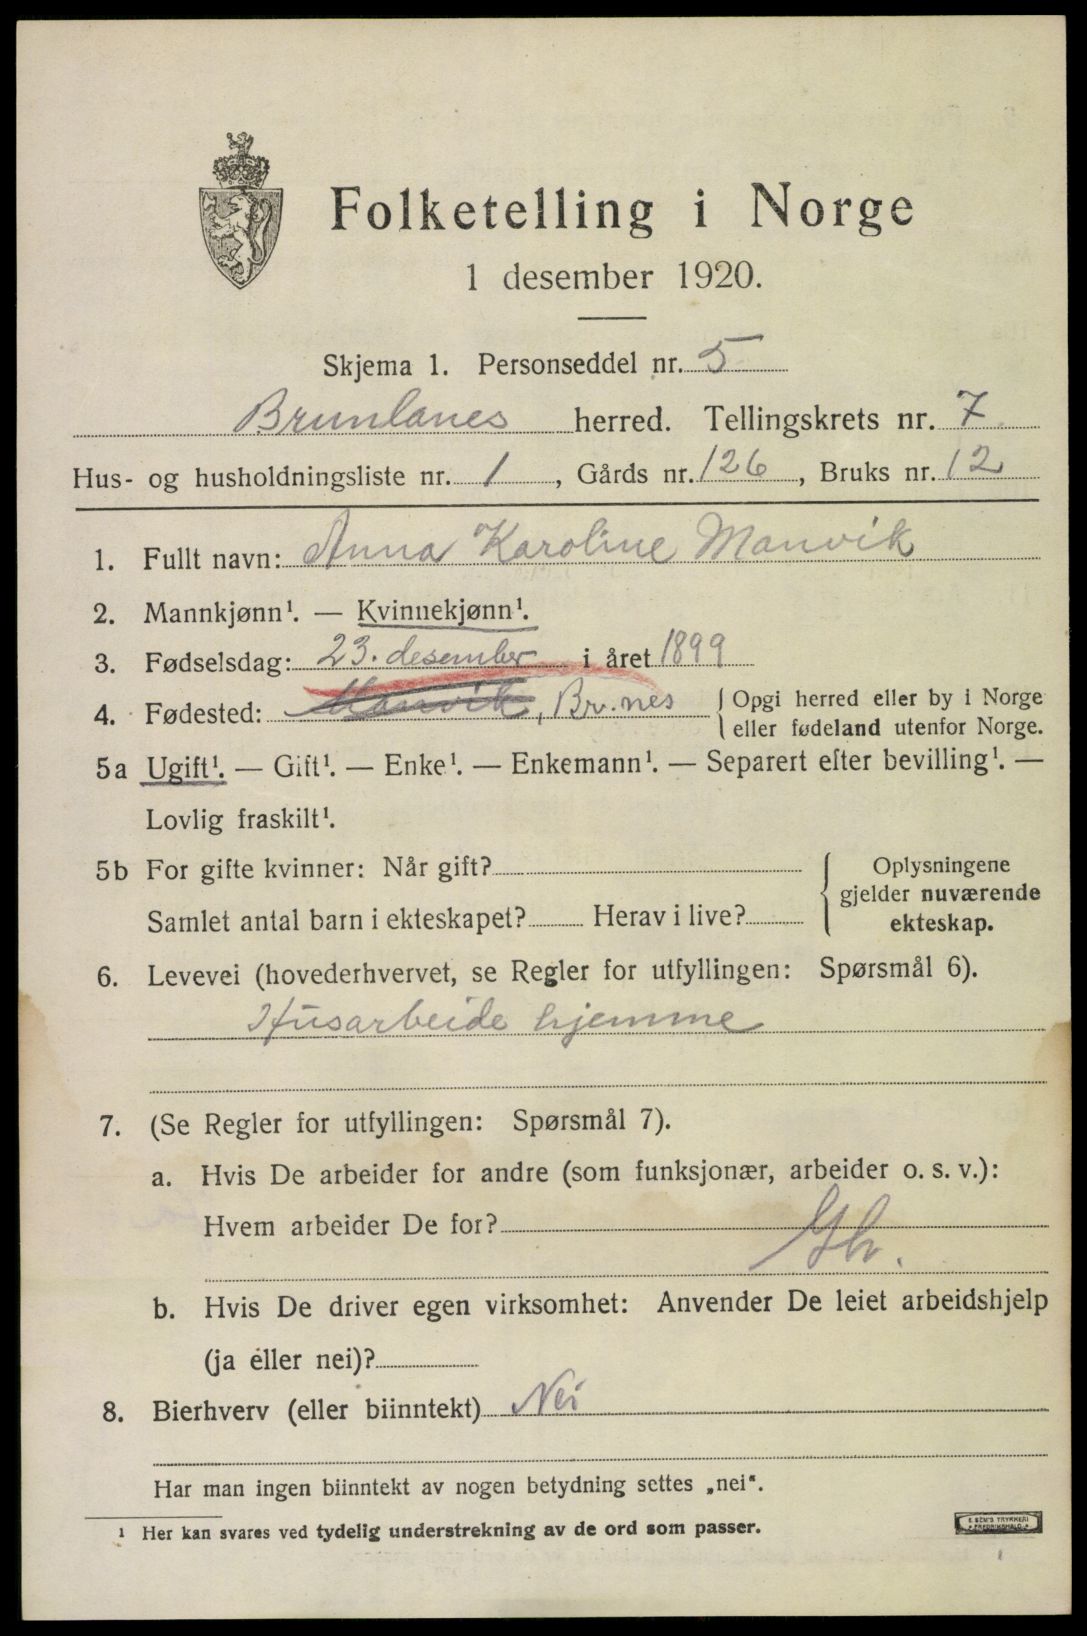 Folketelling i Norge
1 desember 1920.
Skjema 1. Personseddel nr. 5
Brunlanes herred. Tellingskrets nr. 7
Hus- og husholdningsliste nr. 1, Gårds nr. 126, Bruks nr. 12
1. Fullt navn: Anna Karoline Manvik
2. Mannkjønn¹. — Kvinnekjønn¹.
3. Fødselsdag: 23. desember i året 1899
4. Fødested: Manvik, Br.nes { Opgi herred eller by i Norge
eller fødeland utenfor Norge.
5a Ugift¹. — Gift¹. — Enke¹. — Enkemann¹. — Separert efter bevilling¹. —
Lovlig fraskilt¹.
5b For gifte kvinner: Når gift?
Samlet antal barn i ekteskapet? Herav i live?
{ Oplysningene
gjelder nuværende
ekteskap.
6. Levevei (hovederhvervet, se Regler for utfyllingen: Spørsmål 6).
Husarbeide hjemme
7. (Se Regler for utfyllingen: Spørsmål 7).
a. Hvis De arbeider for andre (som funksjonær, arbeider o. s. v.):
Hvem arbeider De for?
b. Hvis De driver egen virksomhet: Anvender De leiet arbeidshjelp
(ja eller nei)?
8. Bierhverv (eller biinntekt) Nei
Har man ingen biinntekt av nogen betydning settes „nei“.
¹ Her kan svares ved tydelig understrekning av de ord som passer.